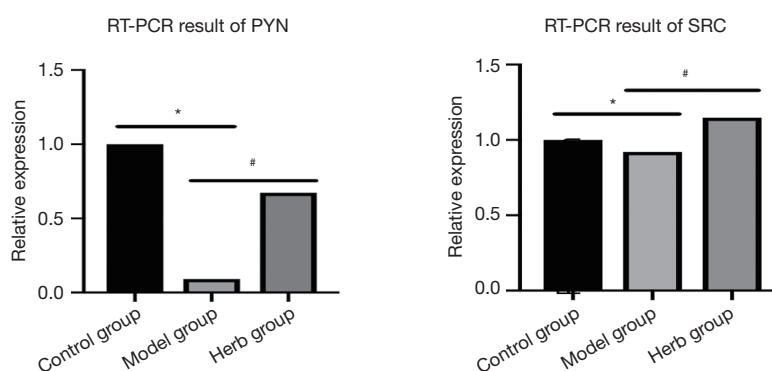 RT-PCR result of PYN
Relative expression
1.5
1.0
0.5
0.0
*
#
Control group
Model group
Herb group
RT-PCR result of SRC
Relative expression
1.5
1.0
0.5
0.0
*
#
Control group
Model group
Herb group